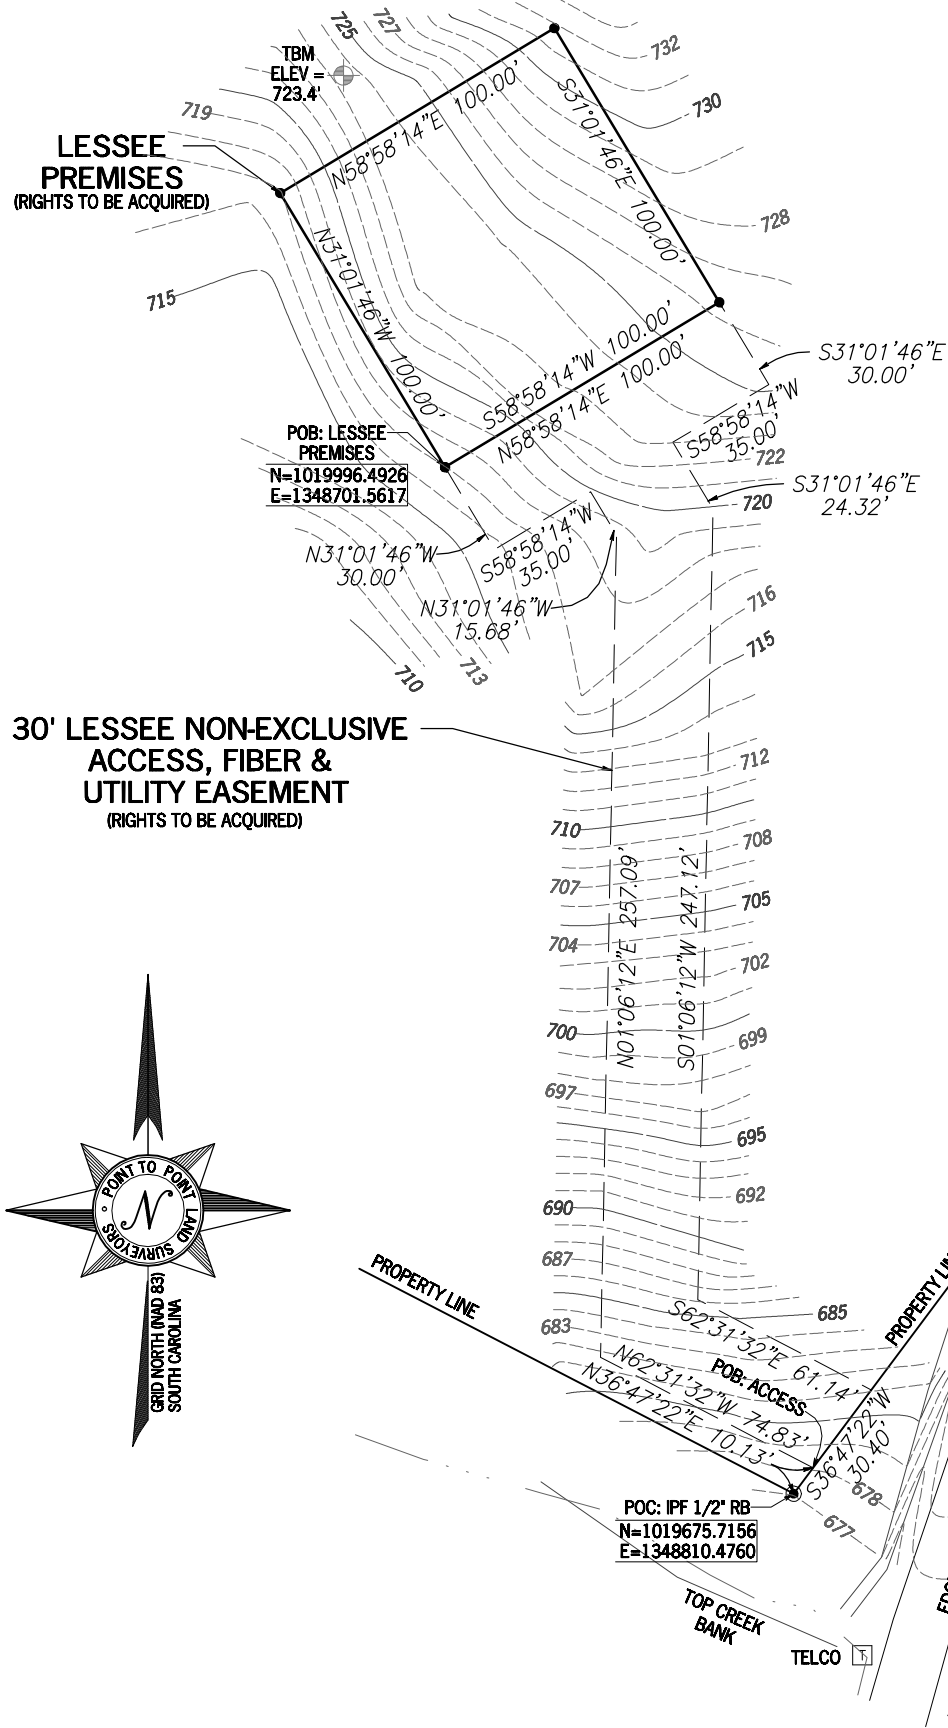 725
727
732
TBM
ELEV =
723.4'
719
730
N58°58'14"E 100.00'
S31°01'46"E 100.00'
LESSEE
PREMISES
(RIGHTS TO BE ACQUIRED)
728
715
N31°01'46"W 100.00'
S58°58'14"W 100.00'
N58°58'14"E 100.00'
S31°01'46"E
30.00'
S58°58'14"W
35.00'
722
POB: LESSEE
PREMISES
N=1019996.4926
E=1348701.5617
S31°01'46"E
24.32'
720
N31°01'46"W
30.00'
S58°58'14"W
35.00'
N31°01'46"W
15.68'
716
715
710
713
30' LESSEE NON-EXCLUSIVE
ACCESS, FIBER &
UTILITY EASEMENT
(RIGHTS TO BE ACQUIRED)
712
710
708
707
705
704
702
N01°06'12"E 257.09'
S01°06'12"W 247.12'
700
699
697
695
692
690
687
685
683
POINT TO POINT
LAND SURVEYORS
N
GRID NORTH (NAD 83)
SOUTH CAROLINA
PROPERTY LINE
PROPERTY
S62°31'32"E 61.14'
N62°31'32"W 74.83'
N36°47'22"E 10.13'
POB: ACCESS
S36°47'22"W
30.40'
678
677
POC: IPF 1/2" RB
N=1019675.7156
E=1348810.4760
TOP CREEK
BANK
TELCO
T